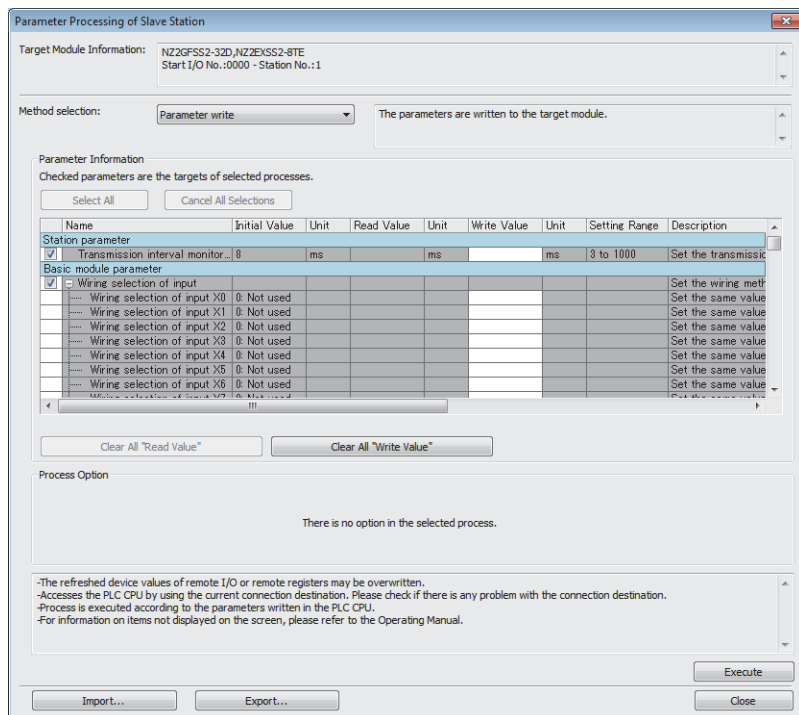 Parameter Processing of Slave Station
Target Module Information:
NZ2GFSS2-32D,NZ2EXSS2-8TE
Start I/O No.:0000 - Station No.:1
Method selection:
Parameter write
The parameters are written to the target module.
Parameter Information
Checked parameters are the targets of selected processes.
Select All Cancel All Selections
Name Initial Value Unit Read Value Unit Write Value Unit Setting Range Description
Station parameter
Transmission interval monitor... 8 ms ms ms 3 to 1000 Set the transmissic
Basic module parameter
Wiring selection of input Set the wiring meth
Wiring selection of input X0 0: Not used Set the same value
Wiring selection of input X1 0: Not used Set the same value
Wiring selection of input X2 0: Not used Set the same value
Wiring selection of input X3 0: Not used Set the same value
Wiring selection of input X4 0: Not used Set the same value
Wiring selection of input X5 0: Not used Set the same value
Wiring selection of input X6 0: Not used Set the same value
Clear All "Read Value" Clear All "Write Value"
Process Option
There is no option in the selected process.
-The refreshed device values of remote I/O or remote registers may be overwritten.
-Accesses the PLC CPU by using the current connection destination. Please check if there is any problem with the connection destination.
-Process is executed according to the parameters written in the PLC CPU.
-For information on items not displayed on the screen, please refer to the Operating Manual.
Execute
Import... Export... Close